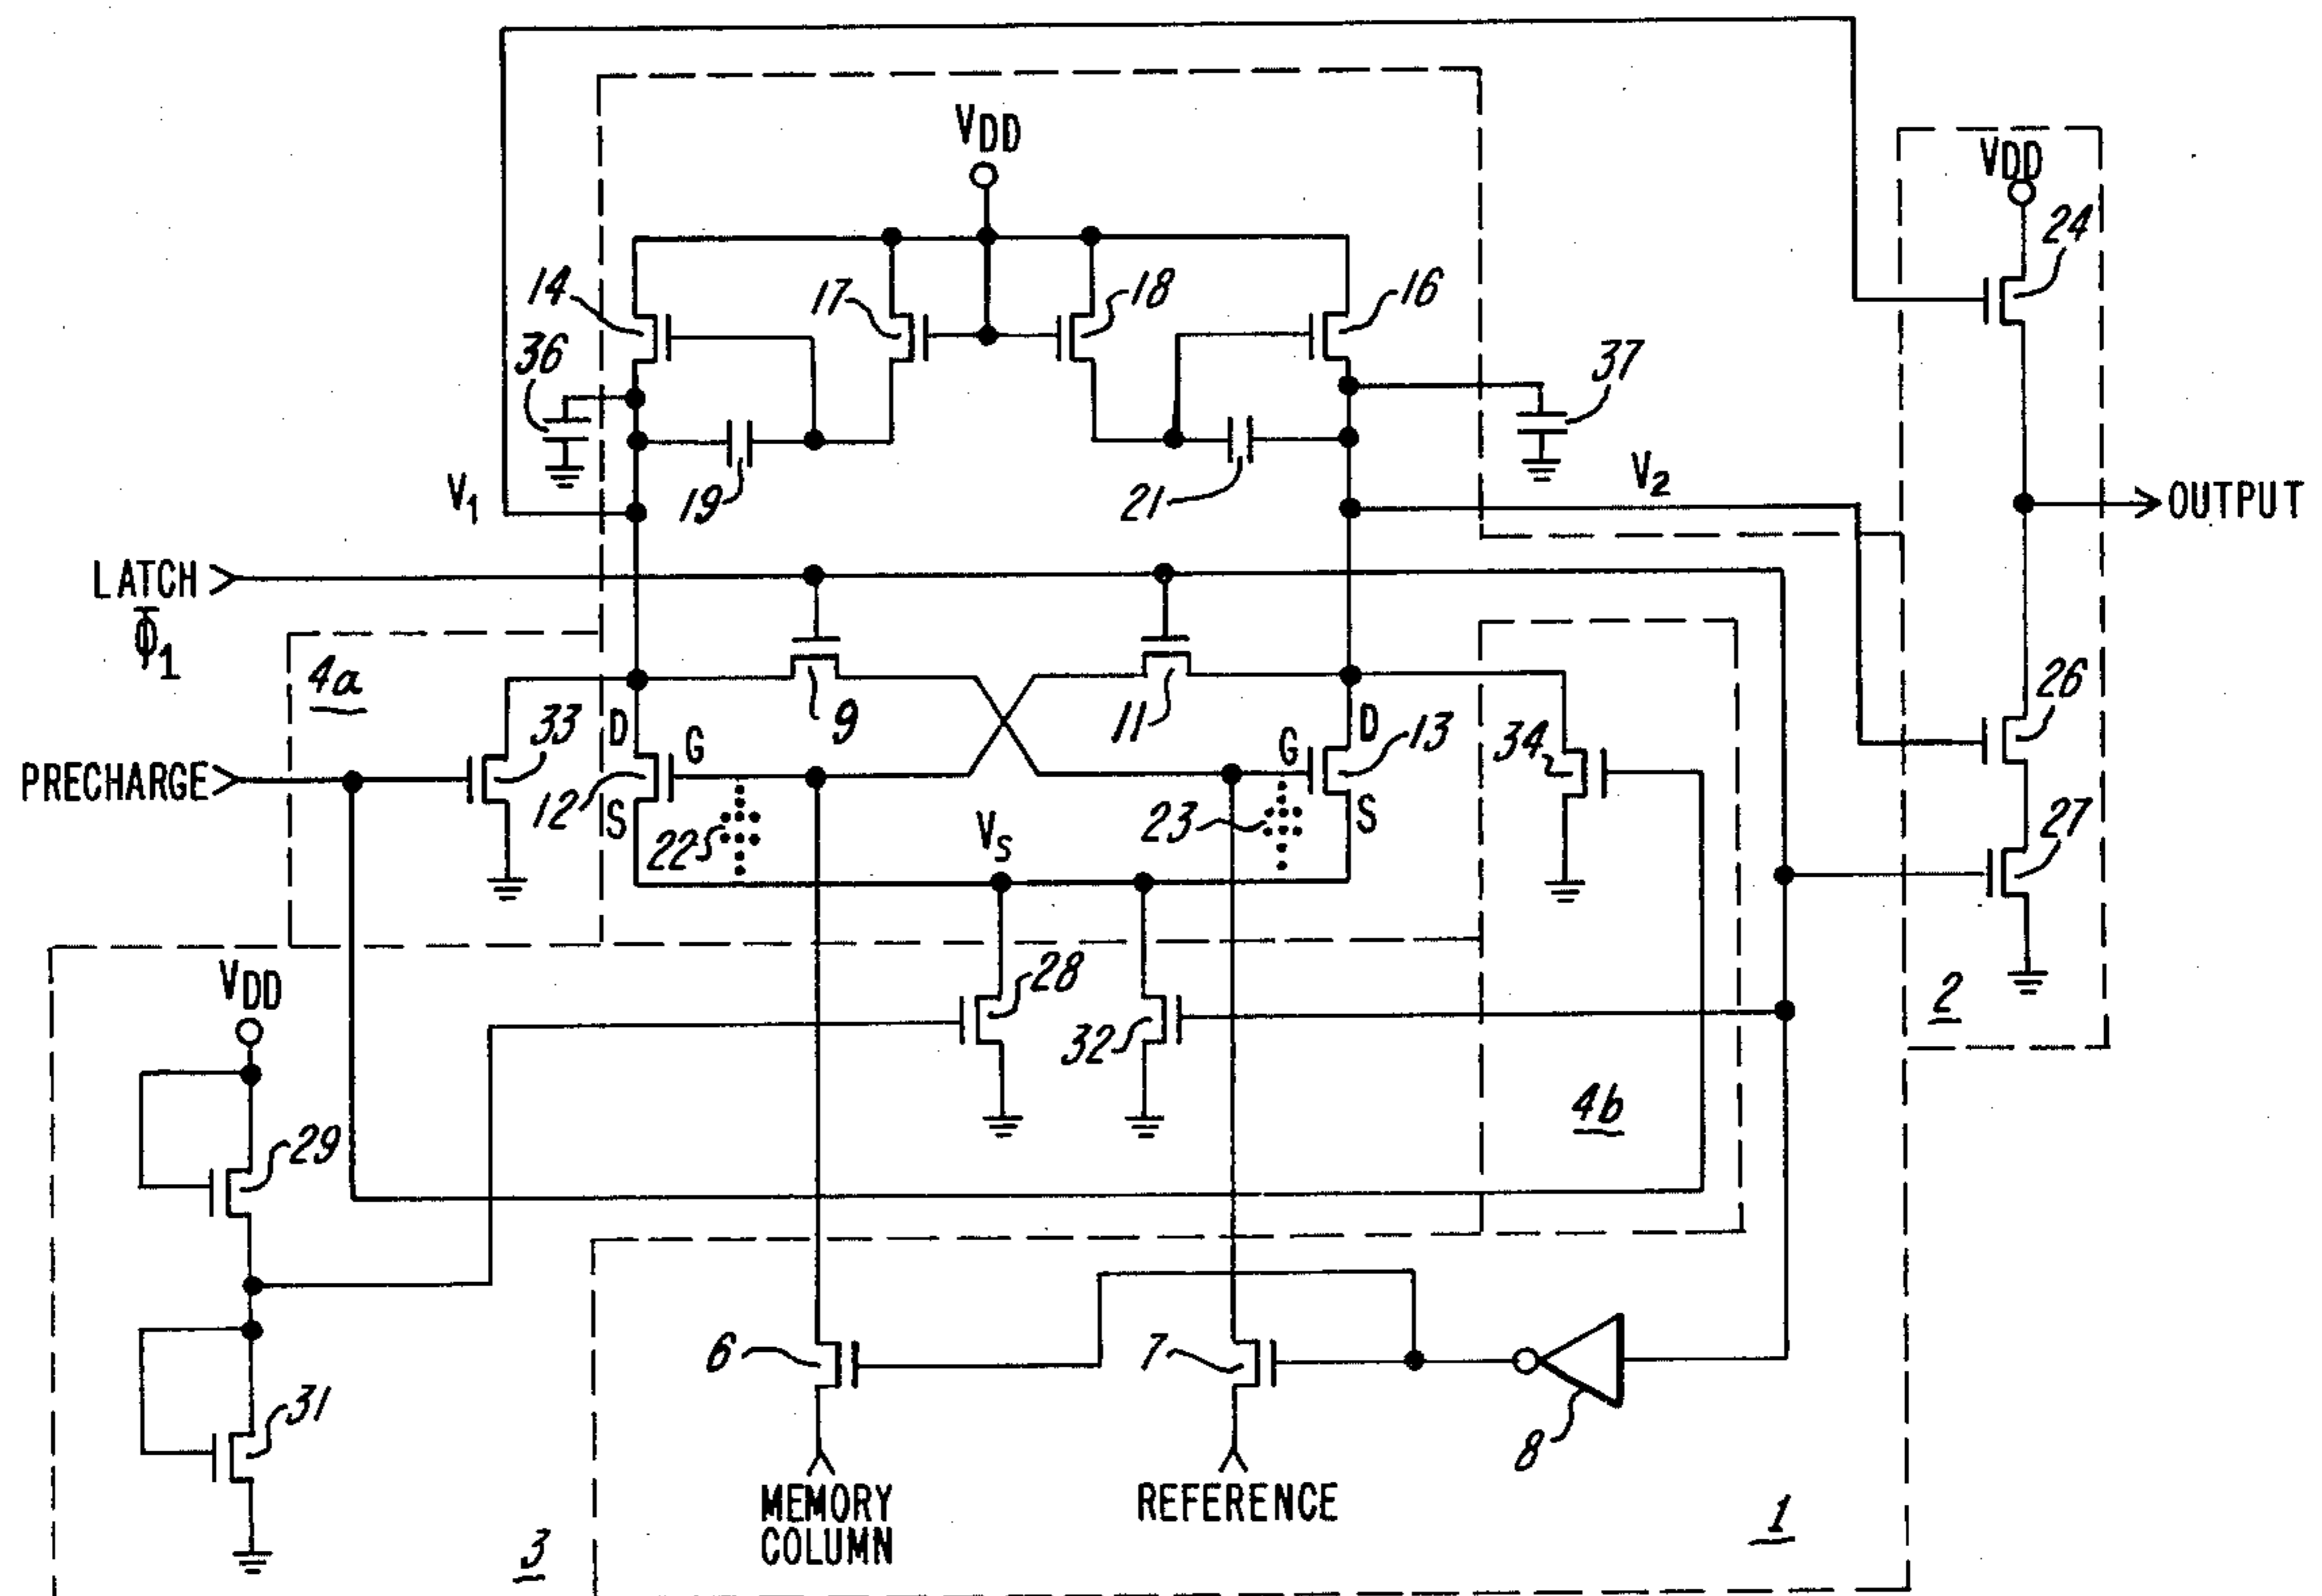 VDD
VDD
24
14
17
18
16
36
37
19
21
V1
V2
OUTPUT
LATCH
Φ̅1
4a
33
D
G
9
11
D
G
13
34
26
PRECHARGE
12
S
22
VS
23
S
27
VDD
28
32
2
4b
29
6
7
31
8
MEMORY
COLUMN
REFERENCE
1
3